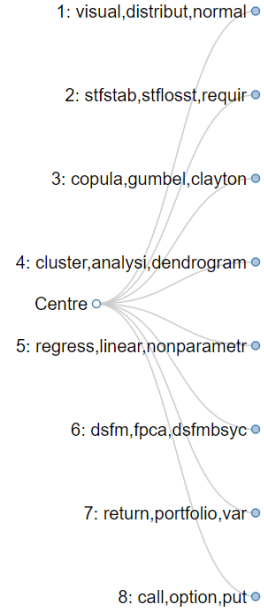 1: visual,distribut,normal
2: stfstab,stflosst,requir
3: copula,gumbel,clayton
4: cluster,analysi,dendrogram
Centre
5: regress,linear,nonparametr
6: dsfm,fpca,dsfmbsyc
7: return,portfolio,var
8: call,option,put